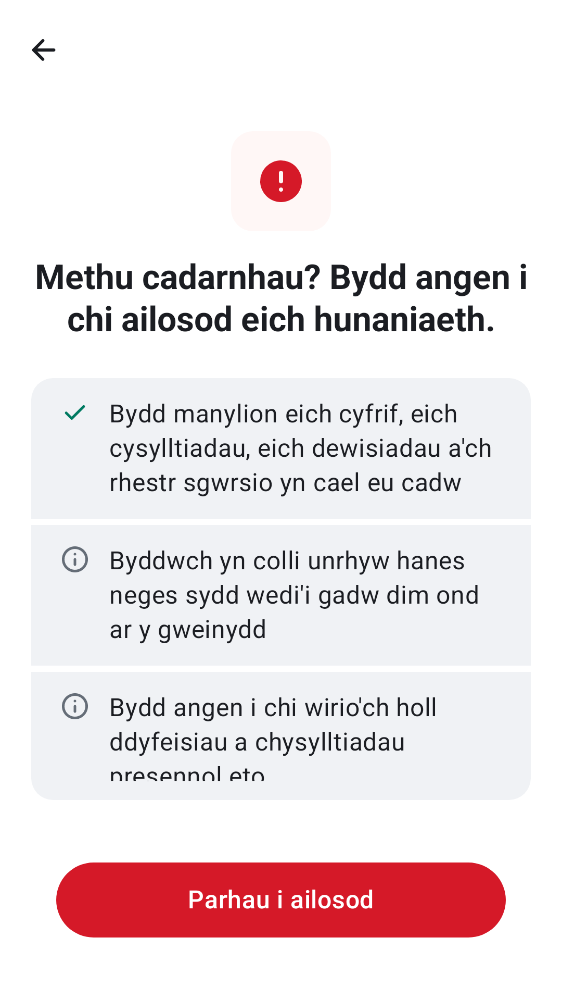 Methu cadarnhau? Bydd angen i
chi ailosod eich hunaniaeth.
Bydd manylion eich cyfrif, eich
cysylltiadau, eich dewisiadau a'ch
rhestr sgwrsio yn cael eu cadw
Byddwch yn colli unrhyw hanes
neges sydd wedi'i gadw dim ond
ar y gweinydd
Bydd angen i chi wirio'ch holl
ddyfeisiau a chysylltiadau
presennol eto
Parhau i ailosod